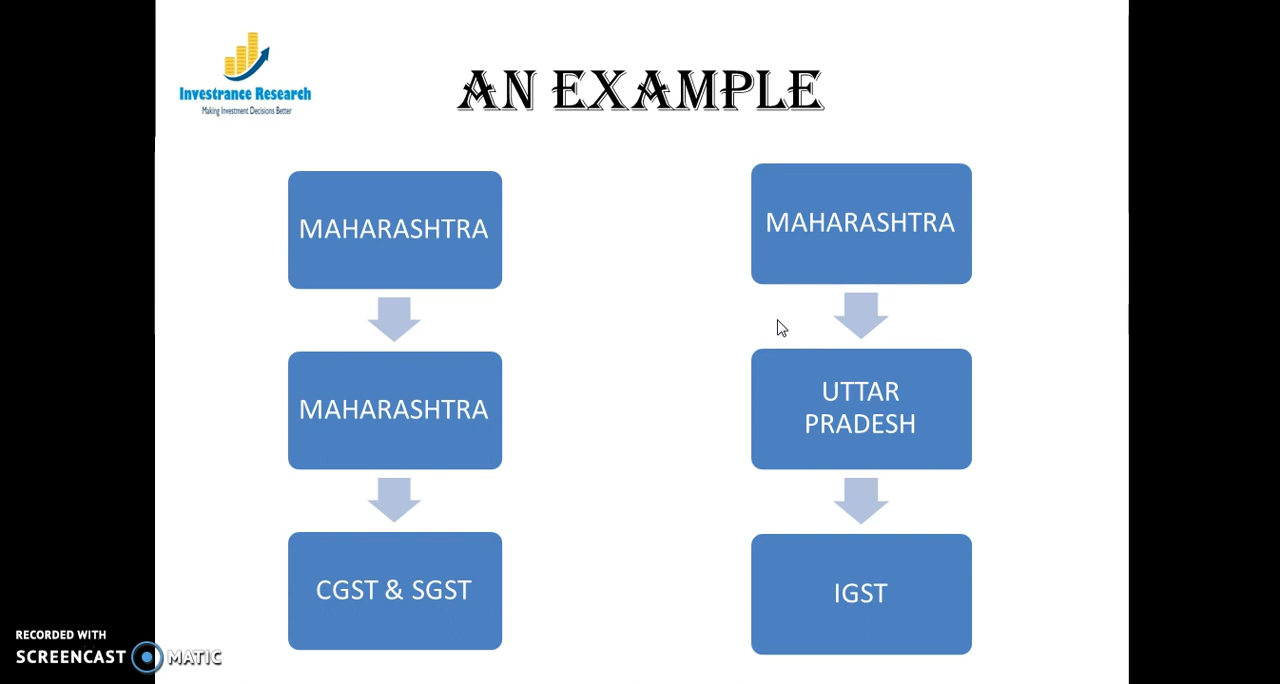 Investrance Research
Making Investment Decisions Better
AN EXAMPLE
MAHARASHTRA
MAHARASHTRA
CGST & SGST
MAHARASHTRA
UTTAR
PRADESH
IGST
RECORDED WITH
SCREENCAST MATIC